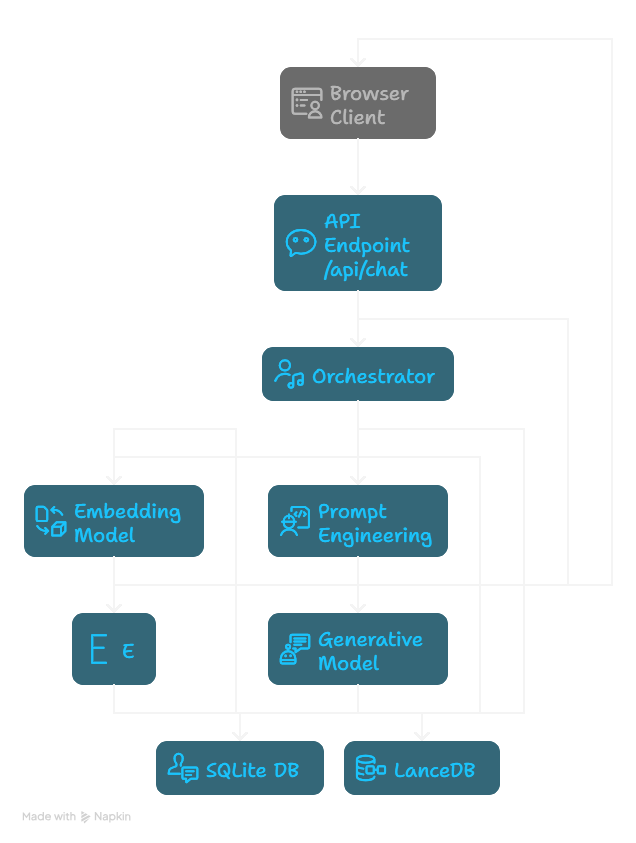 Browser
Client
API
Endpoint
/api/chat
Orchestrator
Embedding
Model
Prompt
Engineering
E
E
Generative
Model
SQLite DB
LanceDB
Made with Napkin